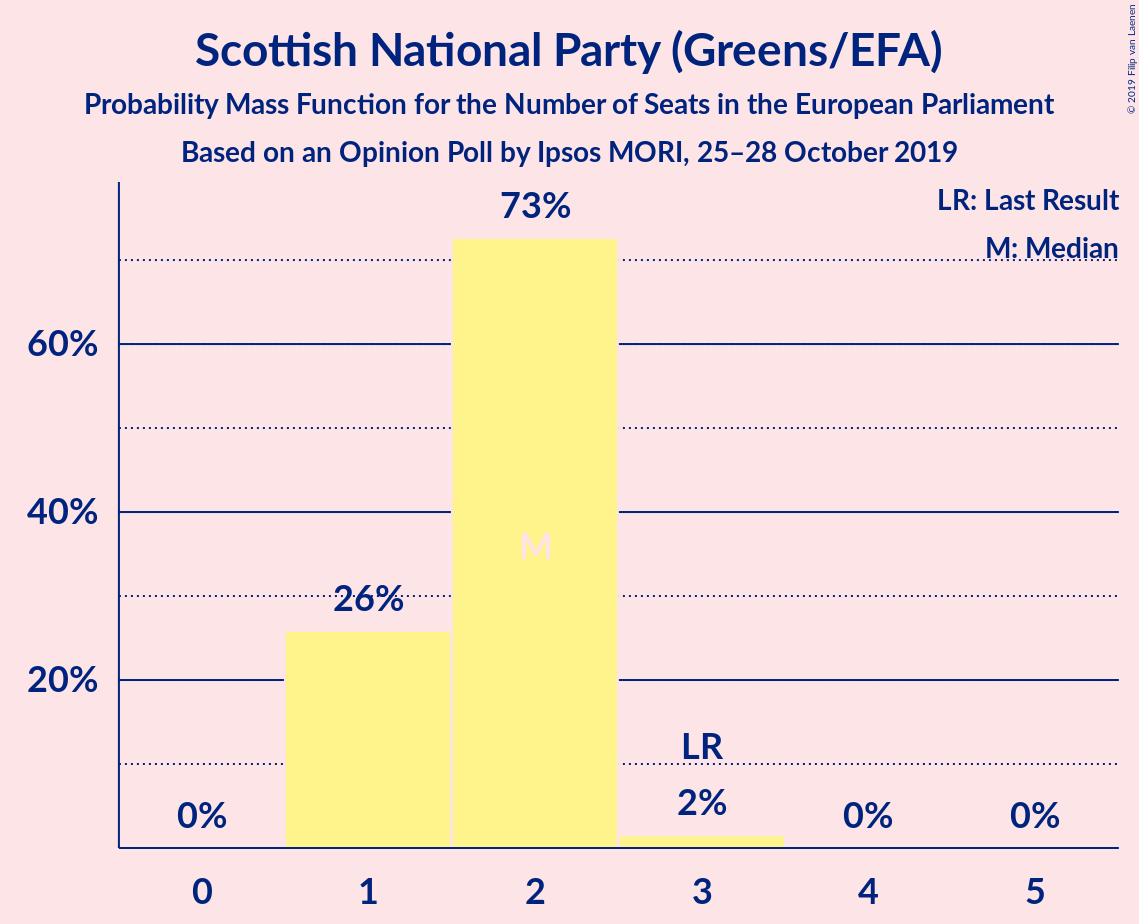 Scottish National Party (Greens/EFA)
Probability Mass Function for the Number of Seats in the European Parliament
Based on an Opinion Poll by Ipsos MORI, 25–28 October 2019
© 2019 Filip van Laenen
LR: Last Result
M: Median
73%
60%
40%
M
26%
20%
LR
0%
2%
0%
0%
0 1 2 3 4 5